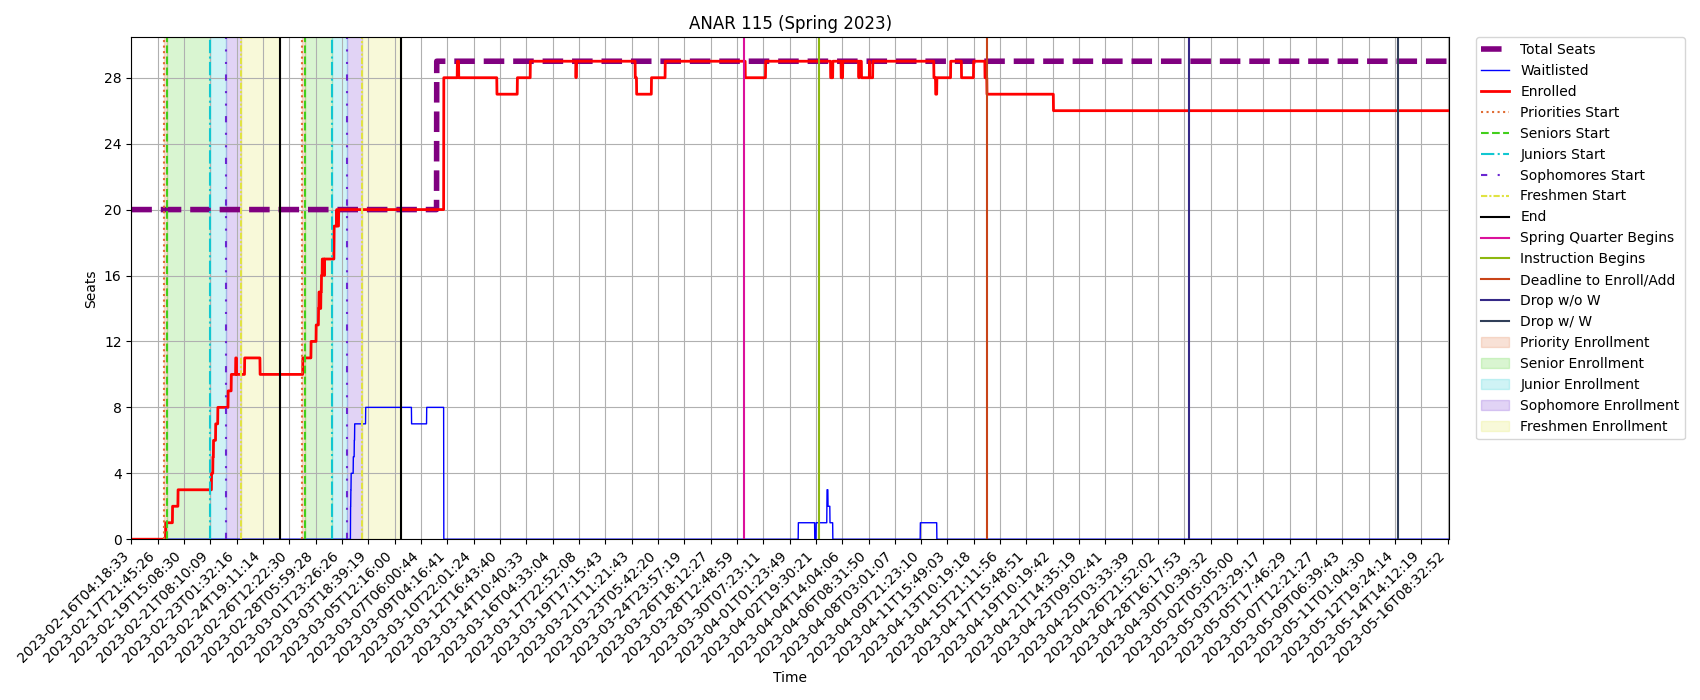 ANAR 115 (Spring 2023)
Seats
28
24
20
16
12
8
4
0
2023-02-16T04:18:33
2023-02-17T21:45:26
2023-02-19T15:08:30
2023-02-21T08:10:09
2023-02-23T01:32:16
2023-02-24T19:11:14
2023-02-26T12:22:30
2023-02-28T05:59:28
2023-03-01T23:26:26
2023-03-03T18:39:19
2023-03-05T12:16:00
2023-03-07T06:00:44
2023-03-09T04:16:41
2023-03-12T22:01:24
2023-03-14T16:43:40
2023-03-14T10:40:33
2023-03-16T04:33:04
2023-03-17T22:52:08
2023-03-19T17:15:43
2023-03-21T11:21:43
2023-03-23T05:42:20
2023-03-24T23:57:19
2023-03-26T18:12:27
2023-03-28T12:48:59
2023-03-30T07:23:11
2023-04-01T01:23:49
2023-04-02T19:30:21
2023-04-04T14:04:06
2023-04-06T08:31:50
2023-04-08T03:01:07
2023-04-09T21:23:10
2023-04-11T15:49:03
2023-04-13T10:19:18
2023-04-15T21:11:56
2023-04-17T15:48:51
2023-04-19T10:19:42
2023-04-21T14:35:19
2023-04-23T09:02:41
2023-04-25T03:33:39
2023-04-26T21:52:02
2023-04-28T16:17:53
2023-04-30T10:39:32
2023-05-02T05:05:00
2023-05-03T23:29:17
2023-05-05T17:46:29
2023-05-07T12:21:27
2023-05-09T06:39:43
2023-05-11T01:04:30
2023-05-12T19:24:14
2023-05-14T14:12:19
2023-05-16T08:32:52
Time
Total Seats
Waitlisted
Enrolled
Priorities Start
Seniors Start
Juniors Start
Sophomores Start
Freshmen Start
End
Spring Quarter Begins
Instruction Begins
Deadline to Enroll/Add
Drop w/o W
Drop w/ W
Priority Enrollment
Senior Enrollment
Junior Enrollment
Sophomore Enrollment
Freshmen Enrollment